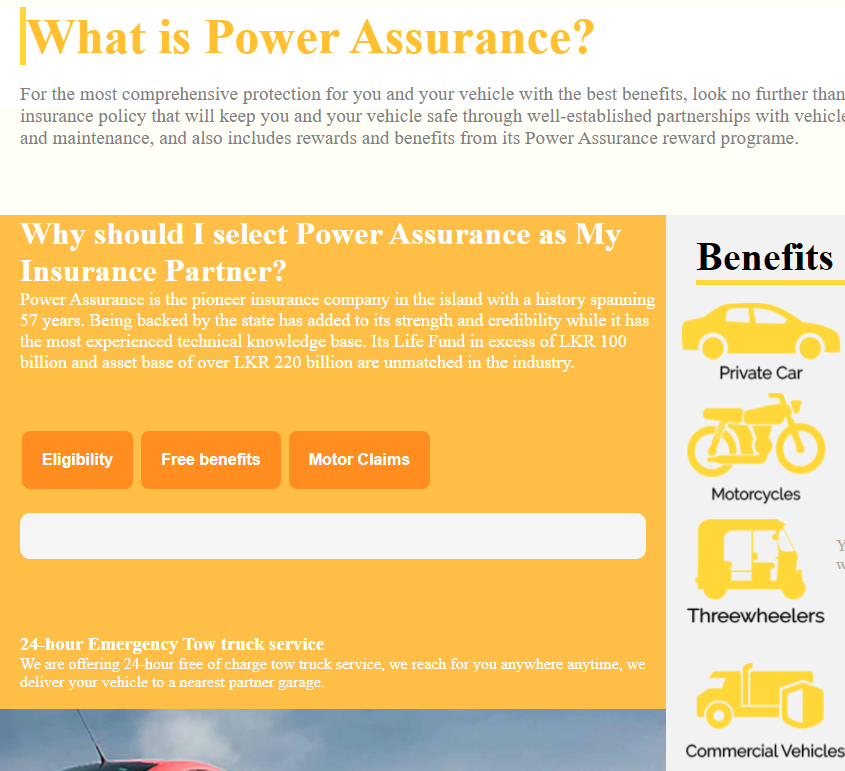 What is Power Assurance?
For the most comprehensive protection for you and your vehicle with the best benefits, look no further than
insurance policy that will keep you and your vehicle safe through well-established partnerships with vehicle
and maintenance, and also includes rewards and benefits from its Power Assurance reward programe.
Why should I select Power Assurance as My
Insurance Partner?
Power Assurance is the pioneer insurance company in the island with a history spanning
57 years. Being backed by the state has added to its strength and credibility while it has
the most experienced technical knowledge base. Its Life Fund in excess of LKR 100
billion and asset base of over LKR 220 billion are unmatched in the industry.
Eligibility
Free benefits
Motor Claims
24-hour Emergency Tow truck service
We are offering 24-hour free of charge tow truck service, we reach for you anywhere anytime, we
deliver your vehicle to a nearest partner garage.
Benefits
Private Car
Motorcycles
Threewheelers
Commercial Vehicles